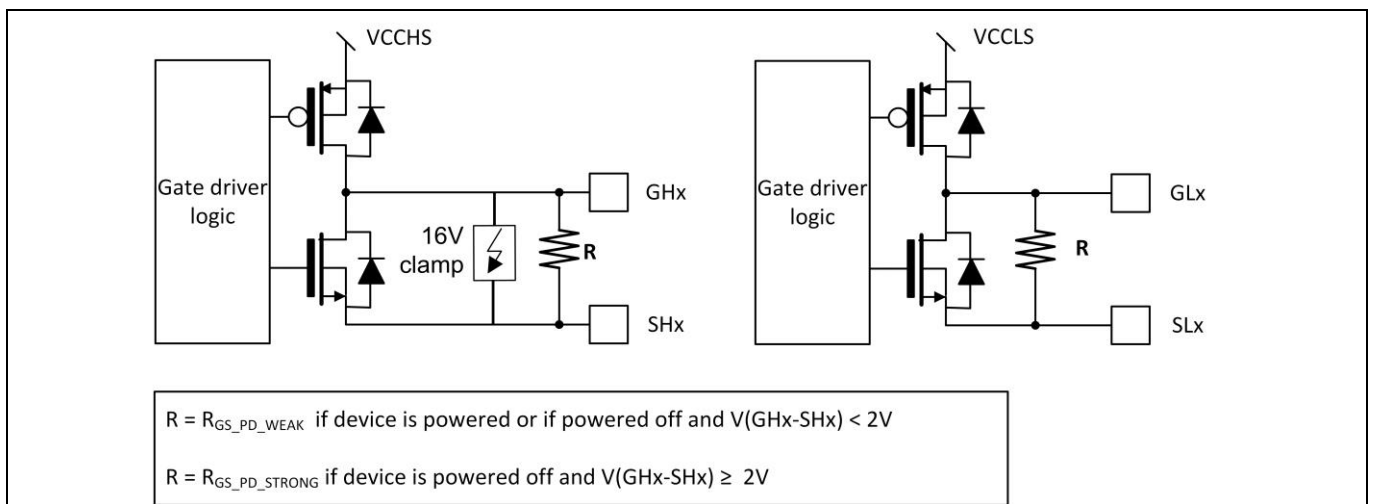 VCCHS
Gate driver
logic
16V
clamp
R
GHx
SHx
VCCLS
Gate driver
logic
R
GLx
SLx
R = RGS_PD_WEAK if device is powered or if powered off and V(GHx-SHx) < 2V
R = RGS_PD_STRONG if device is powered off and V(GHx-SHx) ≥ 2V